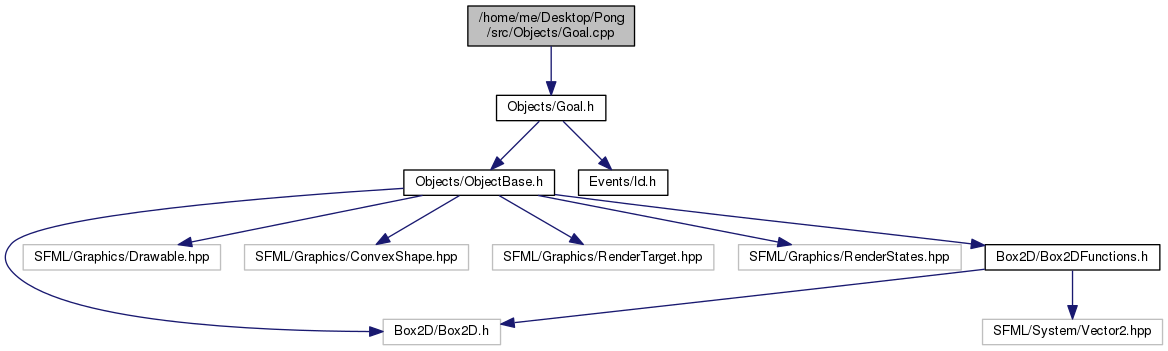 /home/me/Desktop/Pong
/src/Objects/Goal.cpp
Objects/Goal.h
Objects/ObjectBase.h
Events/Id.h
SFML/Graphics/Drawable.hpp
SFML/Graphics/ConvexShape.hpp
SFML/Graphics/RenderTarget.hpp
SFML/Graphics/RenderStates.hpp
Box2D/Box2DFunctions.h
Box2D/Box2D.h
SFML/System/Vector2.hpp